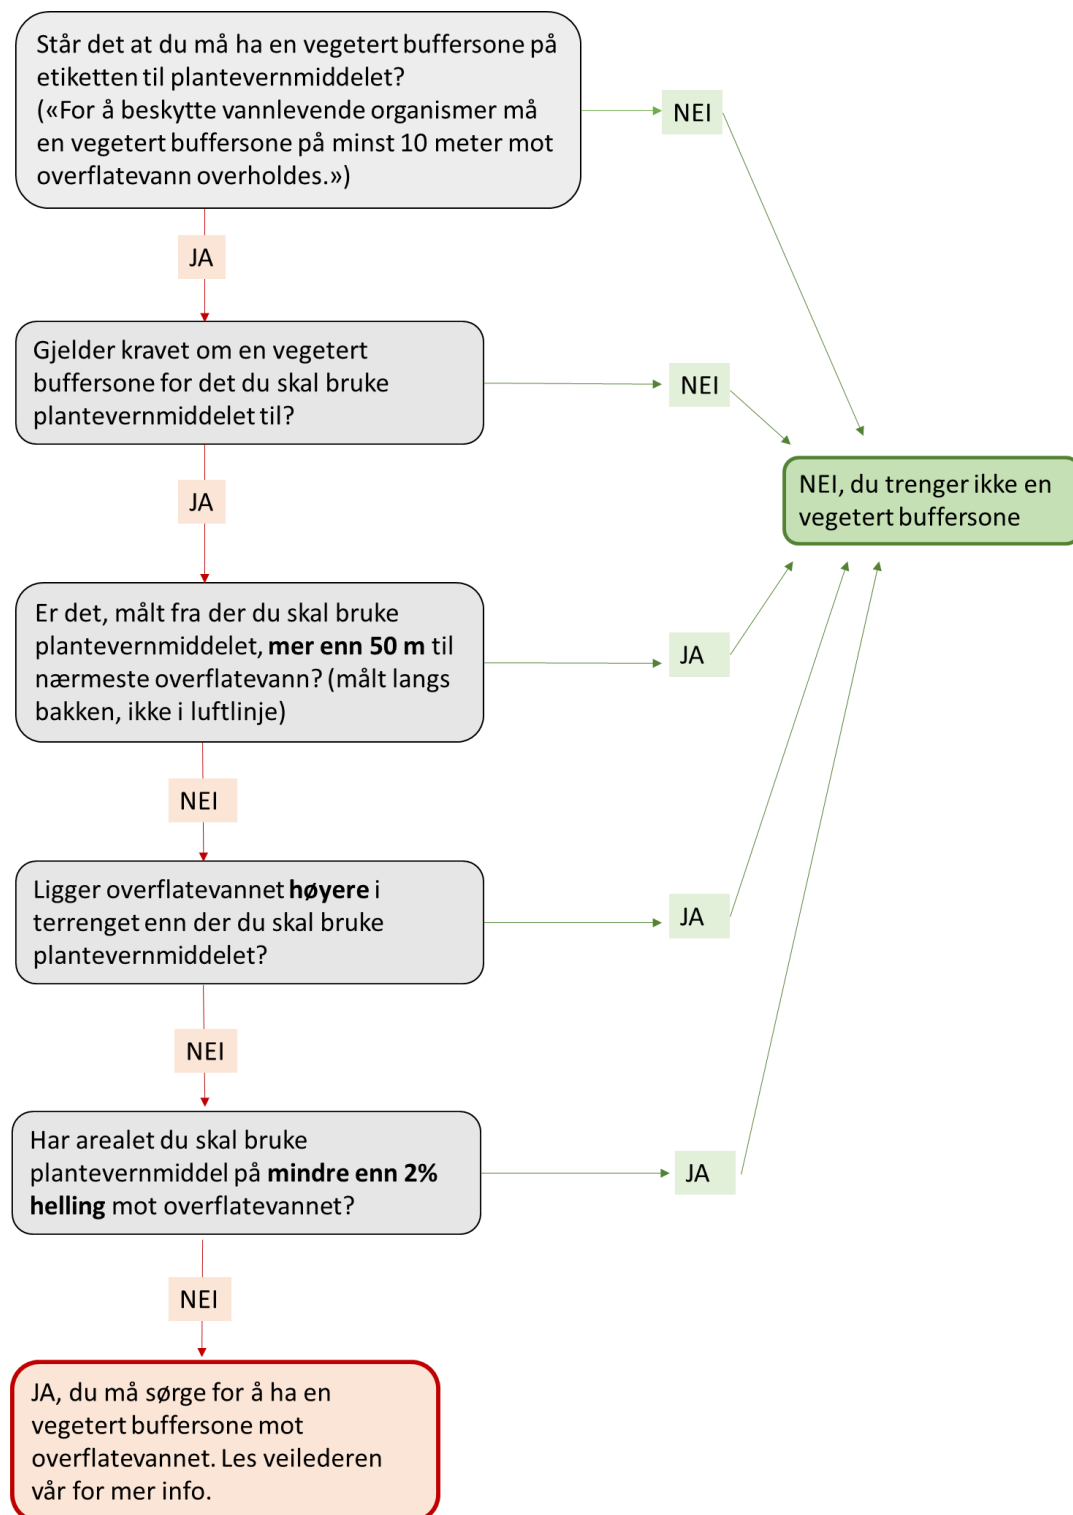 Står det at du må ha en vegetert buffersone på
etiketten til plantevernmiddelet?
(«For å beskytte vannlevende organismer må
en vegetert buffersone på minst 10 meter mot
overflatevann overholdes.»)
NEI
JA
Gjelder kravet om en vegetert
buffersone for det du skal bruke
plantevernmiddelet til?
NEI
NEI, du trenger ikke en
vegetert buffersone
JA
Er det, målt fra der du skal bruke
plantevernmiddelet, mer enn 50 m til
nærmeste overflatevann? (målt langs
bakken, ikke i luftlinje)
JA
NEI
Ligger overflatevannet høyere i
terrenget enn der du skal bruke
plantevernmiddelet?
JA
NEI
Har arealet du skal bruke
plantevernmiddel på mindre enn 2%
helling mot overflatevannet?
JA
NEI
JA, du må sørge for å ha en
vegetert buffersone mot
overflatevannet. Les veilederen
vår for mer info.